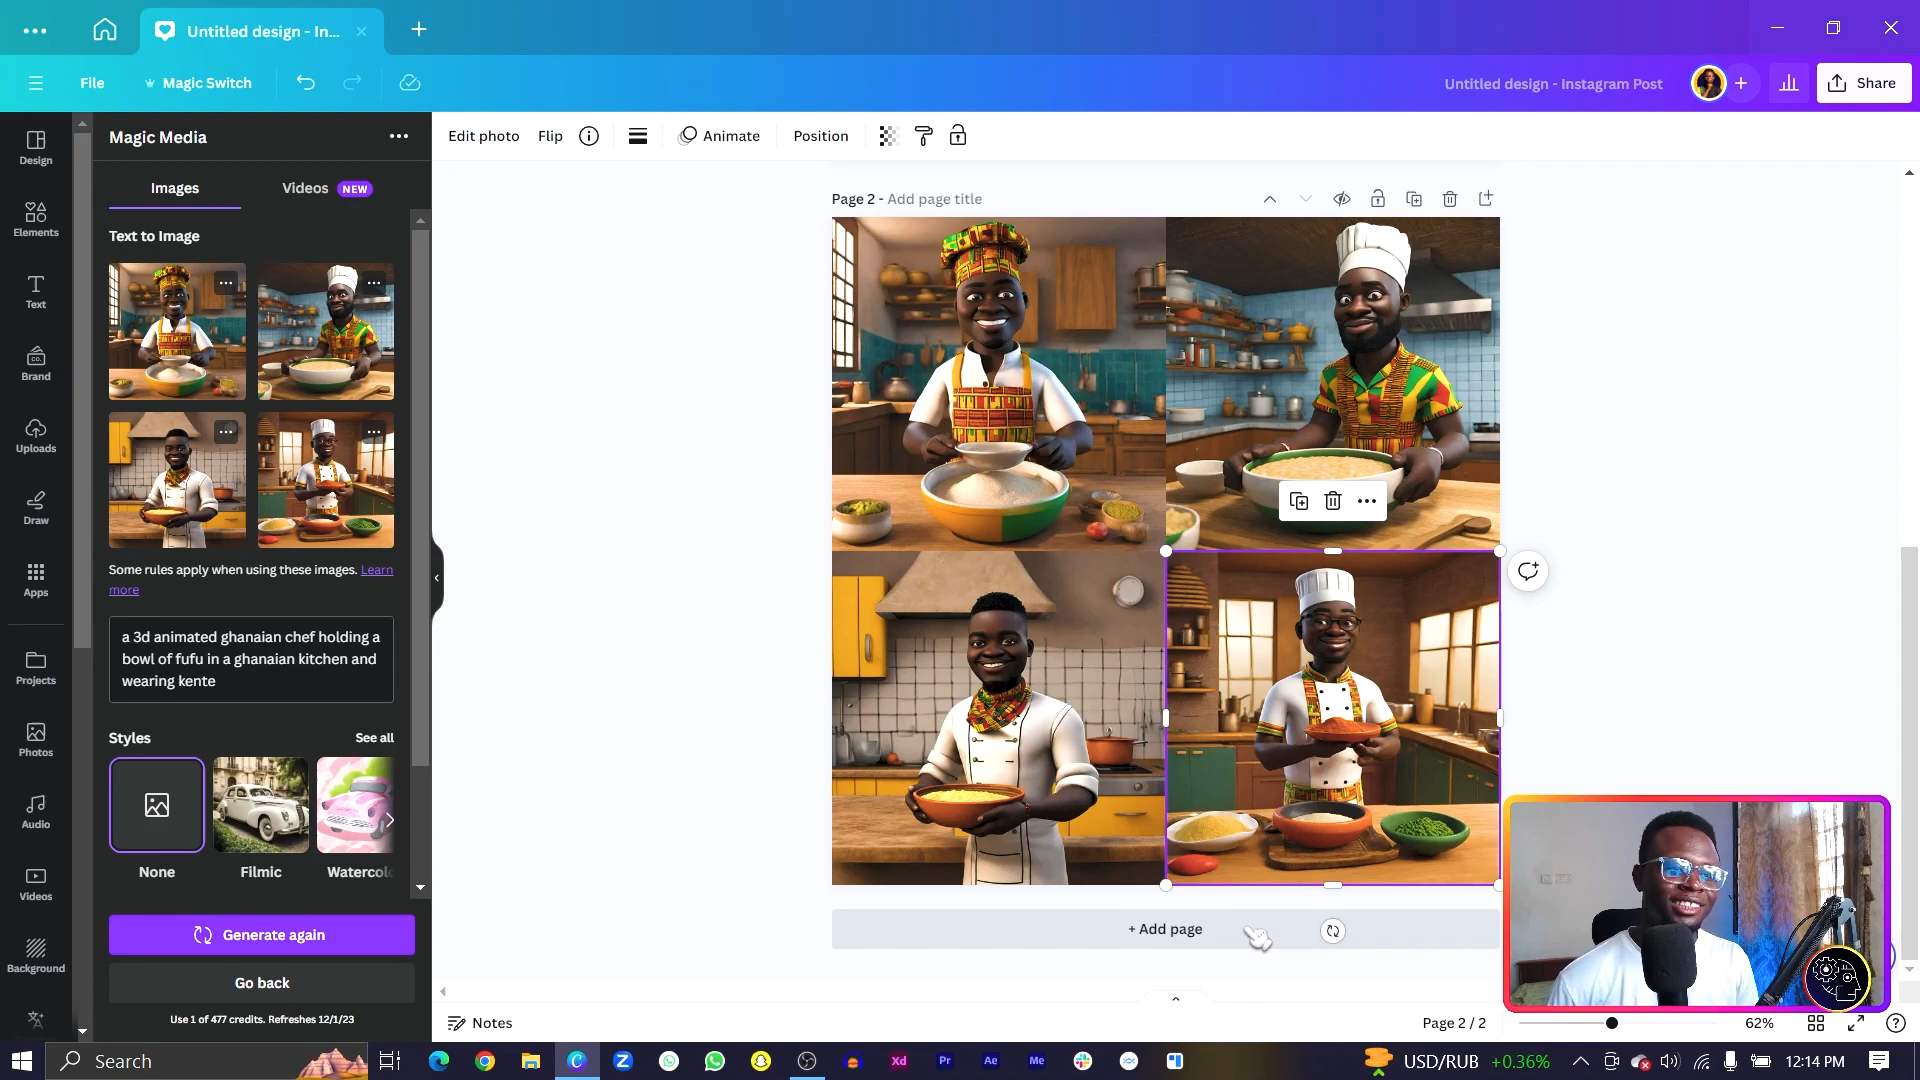 Untitled design - In...
File
Magic Switch
Untitled design - Instagram Post
Share
Design
Elements
Text
Brand
Uploads
Draw
Apps
Projects
Photos
Audio
Videos
Background
Magic Media
Images
Videos NEW
Text to Image
Some rules apply when using these images. Learn
more
a 3d animated ghanaian chef holding a
bowl of fufu in a ghanaian kitchen and
wearing kente
Styles
See all
None
Filmic
Watercolo
Generate again
Go back
Use 1 of 477 credits. Refreshes 12/1/23
Edit photo
Flip
Animate
Position
Page 2 - Add page title
+ Add page
Notes
Page 2 / 2
62%
Search
Xd
Pr
Ae
Me
USD/RUB +0.36%
12:14 PM